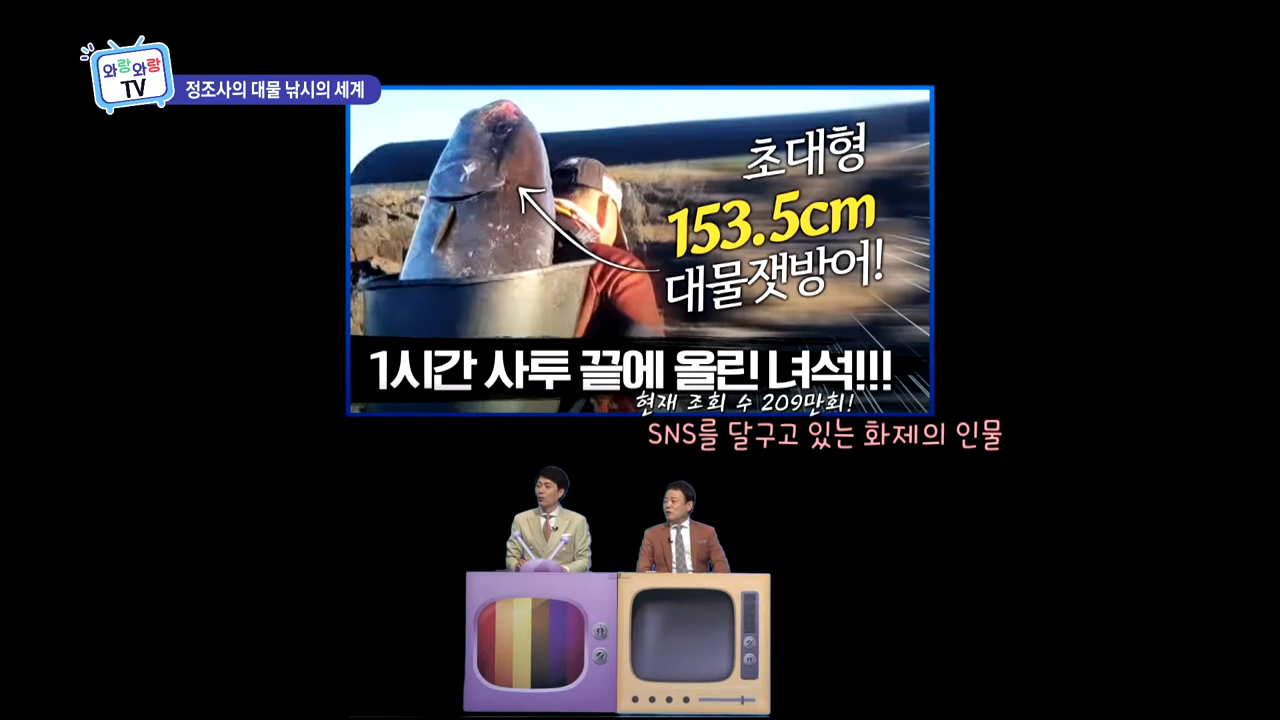 와랑와랑
TV
정조사의 대물 낚시의 세계
초대형
153.5cm
대물잿방어!
1시간 사투 끝에 올린 녀석!!!
현재 조회 수 209만회!
SNS를 달구고 있는 화제의 인물